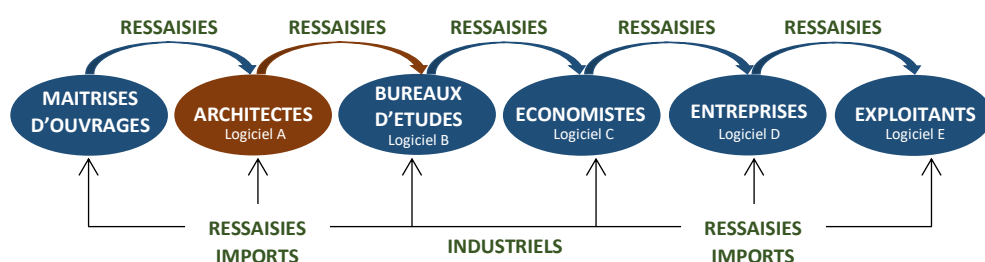 RESSAISIES RESSAISIES RESSAISIES RESSAISIES RESSAISIES
MAITRISES
D'OUVRAGES
ARCHITECTES
Logiciel A
BUREAUX
D'ETUDES
Logiciel B
ECONOMISTES
Logiciel C
ENTREPRISES
Logiciel D
EXPLOITANTS
Logiciel E
RESSAISIES
IMPORTS
INDUSTRIELS
RESSAISIES
IMPORTS